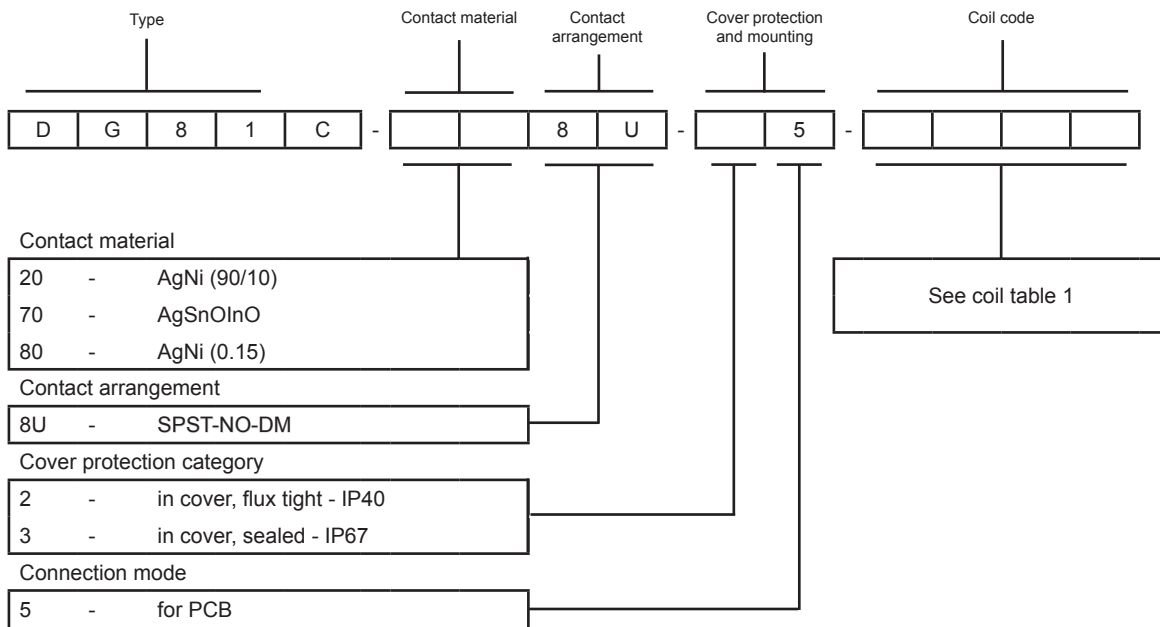 Type
Contact material
Contact
arrangement
Cover protection
and mounting
Coil code
D G 8 1 C - 8 U - 5 -
Contact material
20 - AgNi (90/10)
70 - AgSnOInO
80 - AgNi (0.15)
See coil table 1
Contact arrangement
8U - SPST-NO-DM
Cover protection category
2 - in cover, flux tight - IP40
3 - in cover, sealed - IP67
Connection mode
5 - for PCB